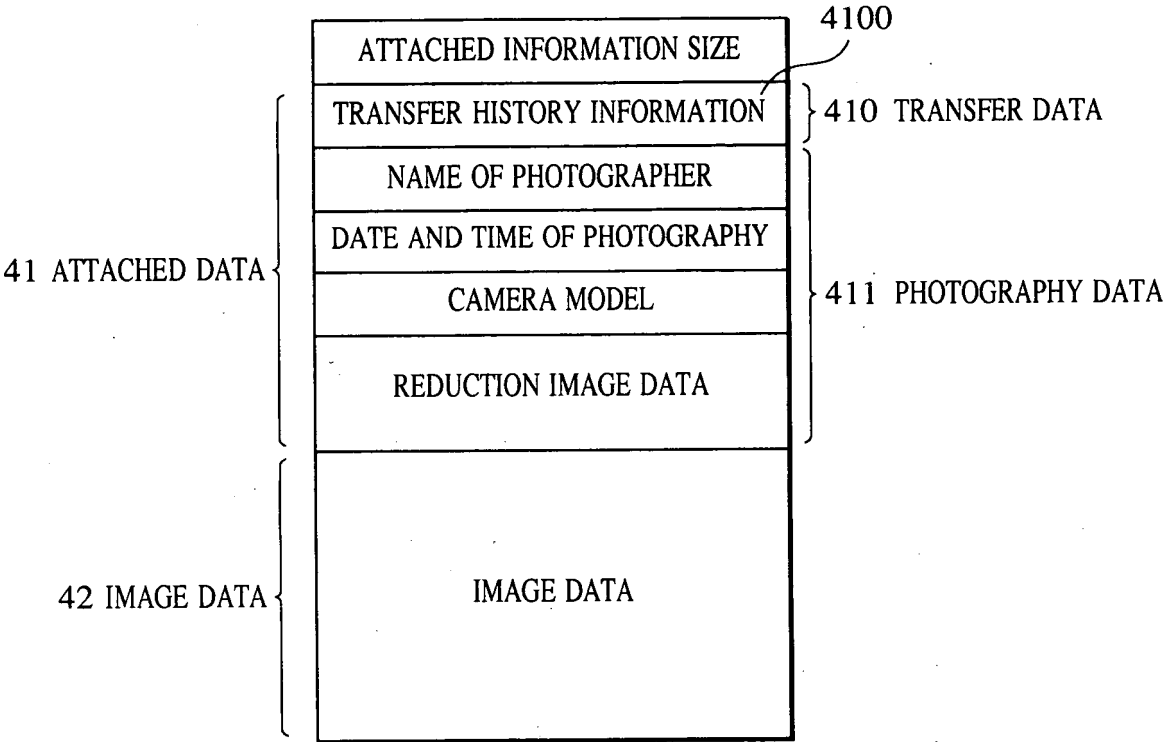 4100
ATTACHED INFORMATION SIZE
TRANSFER HISTORY INFORMATION
410 TRANSFER DATA
NAME OF PHOTOGRAPHER
DATE AND TIME OF PHOTOGRAPHY
41 ATTACHED DATA
CAMERA MODEL
411 PHOTOGRAPHY DATA
REDUCTION IMAGE DATA
42 IMAGE DATA
IMAGE DATA